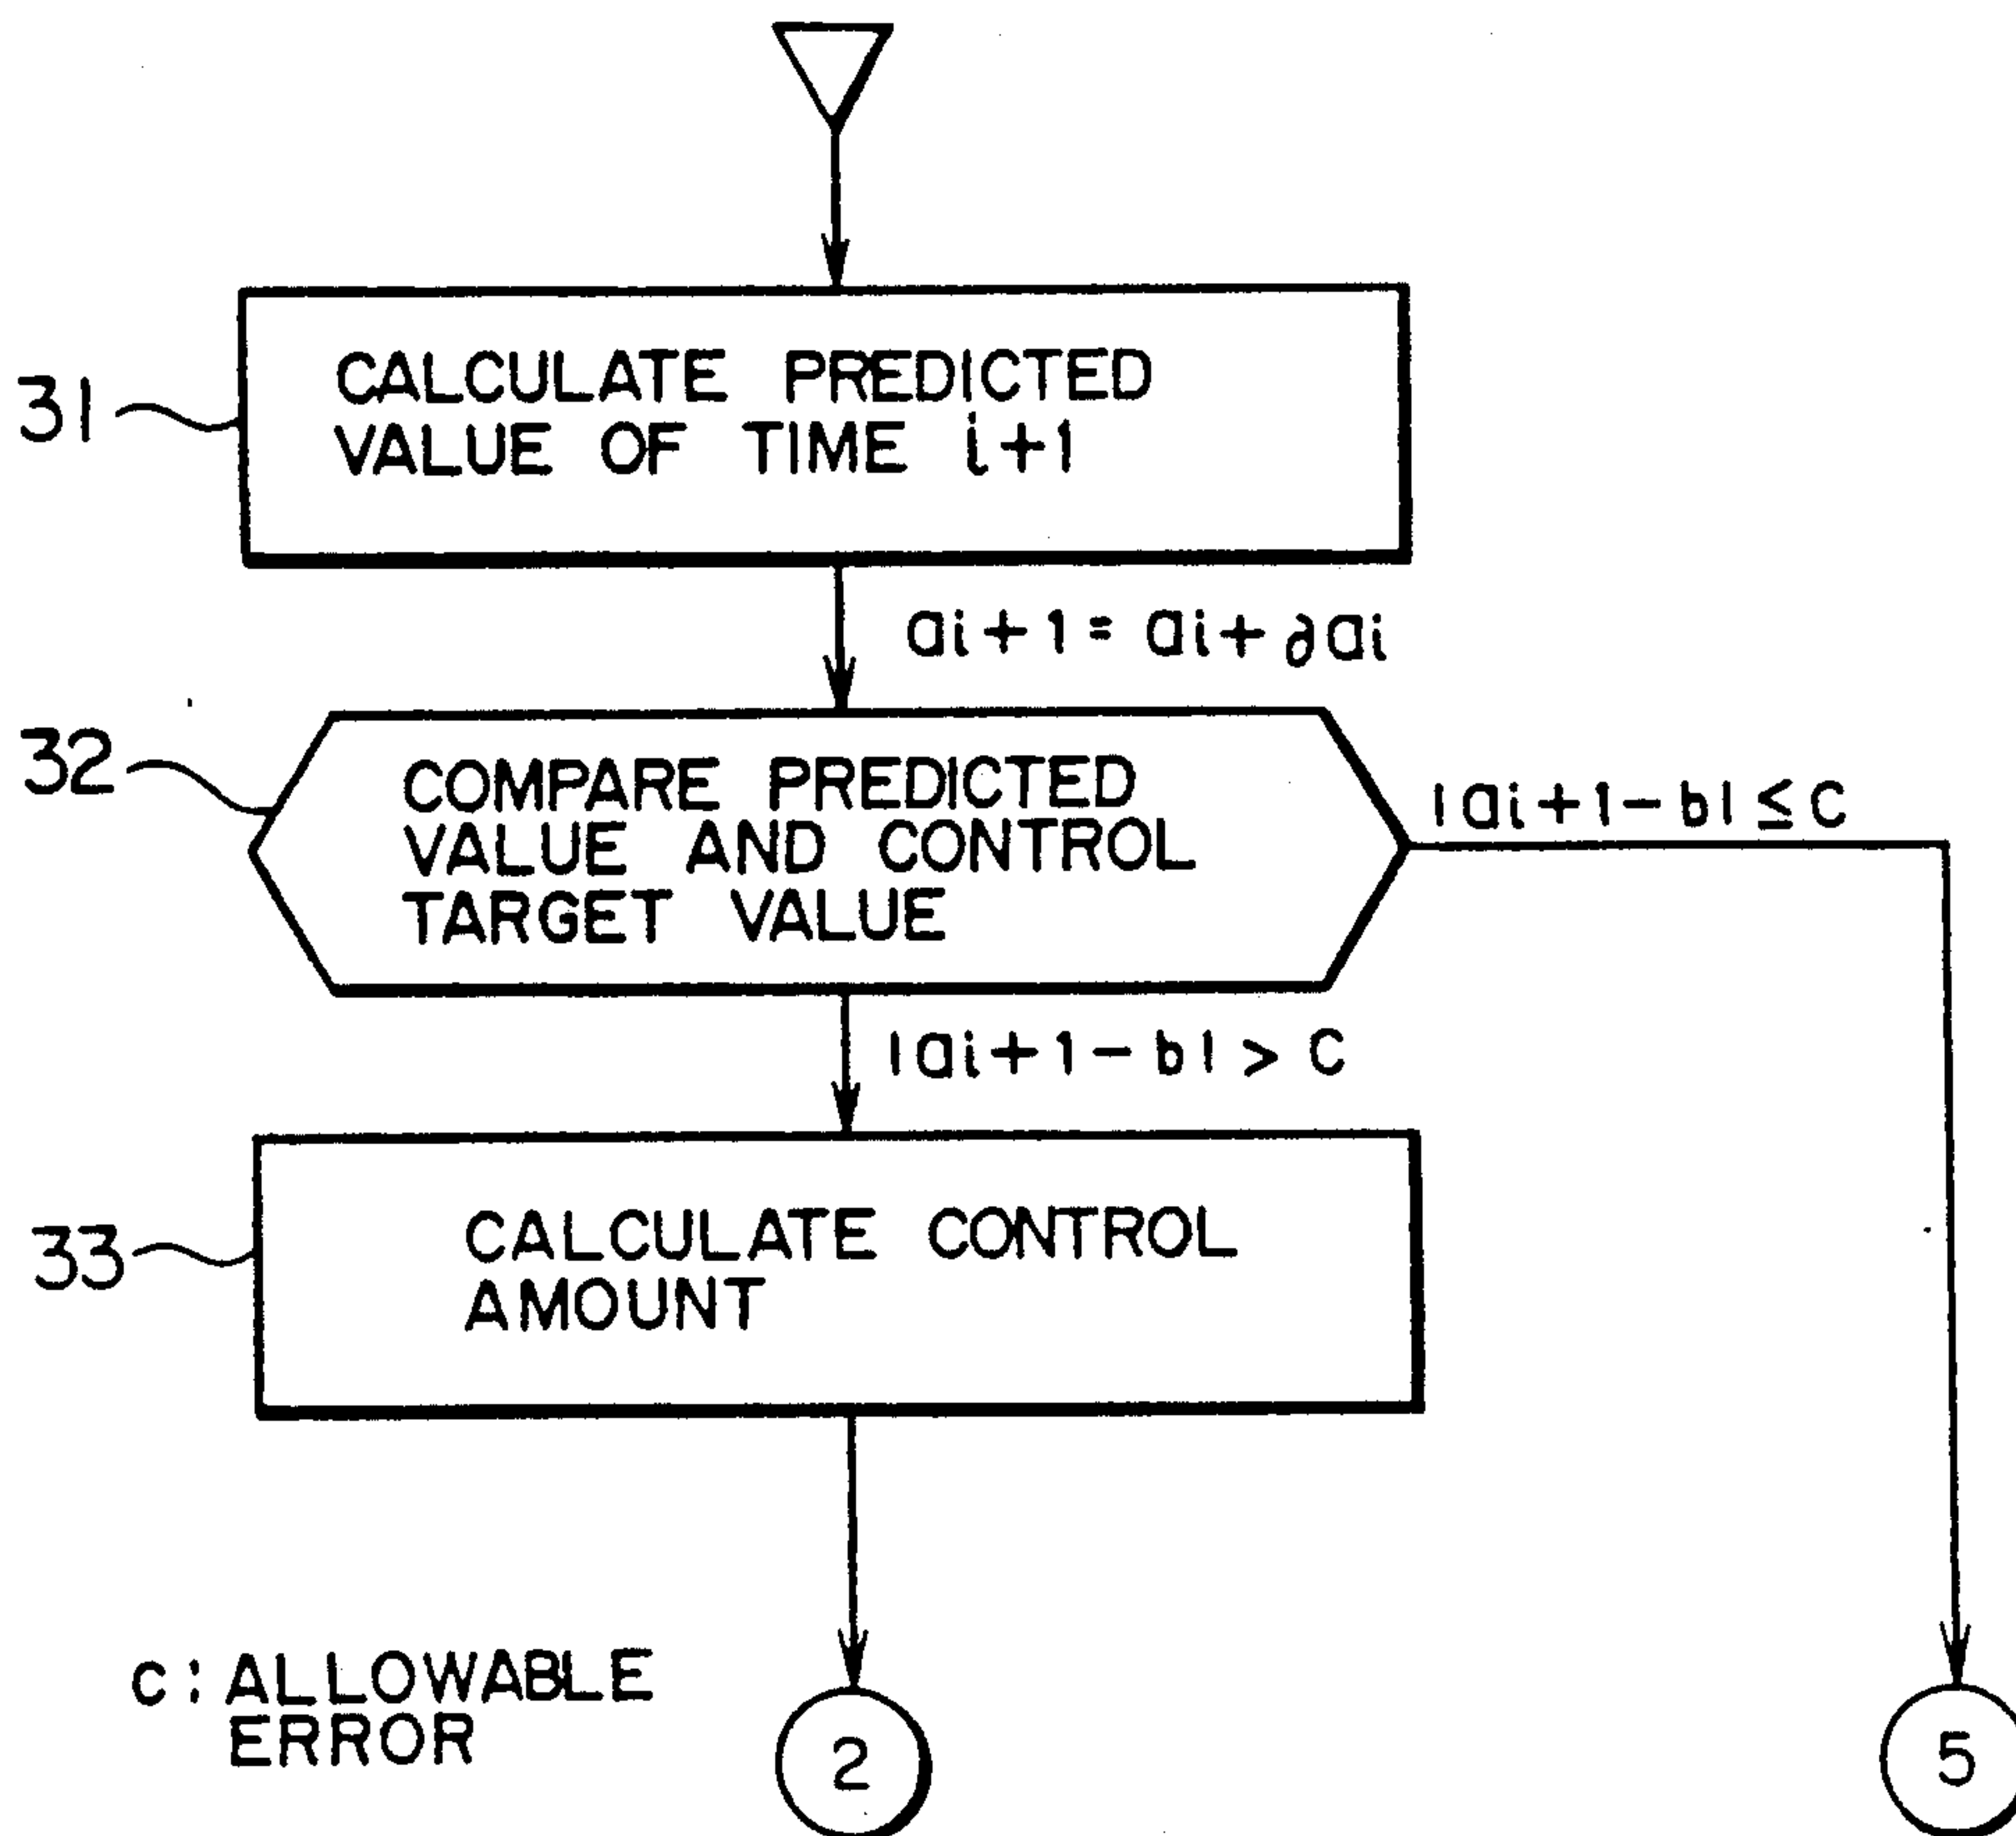 31
CALCULATE PREDICTED
VALUE OF TIME i+1
ai+1 = ai+∂ai
32
COMPARE PREDICTED
VALUE AND CONTROL
TARGET VALUE
|ai+1-b| ≤ C
|ai+1-b| > C
33
CALCULATE CONTROL
AMOUNT
c: ALLOWABLE
ERROR
2
5